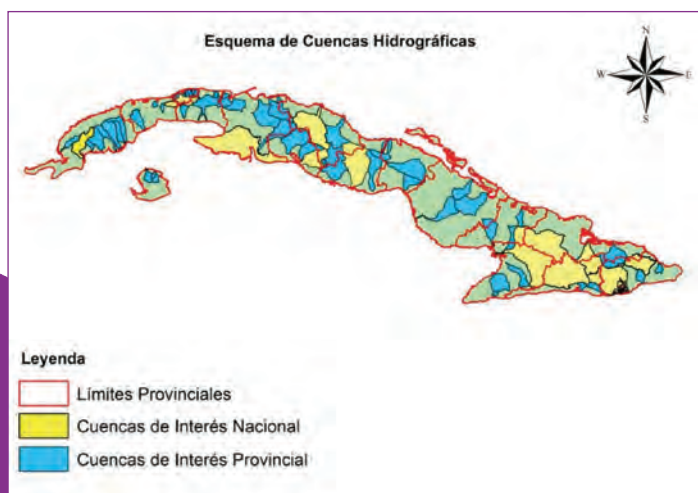 Esquema de Cuencas Hidrográficas
N
W
E
S
Leyenda
Límites Provinciales
Cuencas de Interés Nacional
Cuencas de Interés Provincial